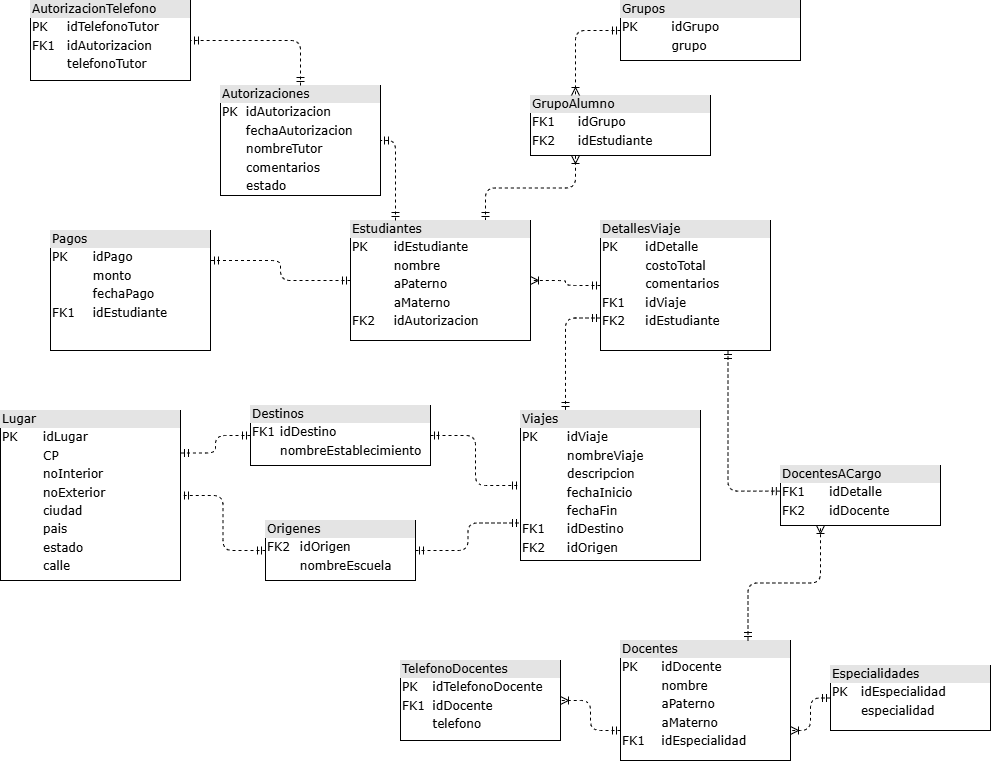 AutorizacionTelefono
PK idTelefonoTutor
FK1 idAutorizacion
telefonoTutor
Grupos
PK idGrupo
grupo
Autorizaciones
PK idAutorizacion
fechaAutorizacion
nombreTutor
comentarios
estado
GrupoAlumno
FK1 idGrupo
FK2 idEstudiante
Pagos
PK idPago
monto
fechaPago
FK1 idEstudiante
Estudiantes
PK idEstudiante
nombre
aPaterno
aMaterno
FK2 idAutorizacion
DetallesViaje
PK idDetalle
costoTotal
comentarios
FK1 idViaje
FK2 idEstudiante
Lugar
PK idLugar
CP
noInterior
noExterior
ciudad
pais
estado
calle
Destinos
FK1 idDestino
nombreEstablecimiento
Origenes
FK2 idOrigen
nombreEscuela
Viajes
PK idViaje
nombreViaje
descripcion
fechaInicio
fechaFin
FK1 idDestino
FK2 idOrigen
DocentesACargo
FK1 idDetalle
FK2 idDocente
TelefonoDocentes
PK idTelefonoDocente
FK1 idDocente
telefono
Docentes
PK idDocente
nombre
aPaterno
aMaterno
FK1 idEspecialidad
Especialidades
PK idEspecialidad
especialidad